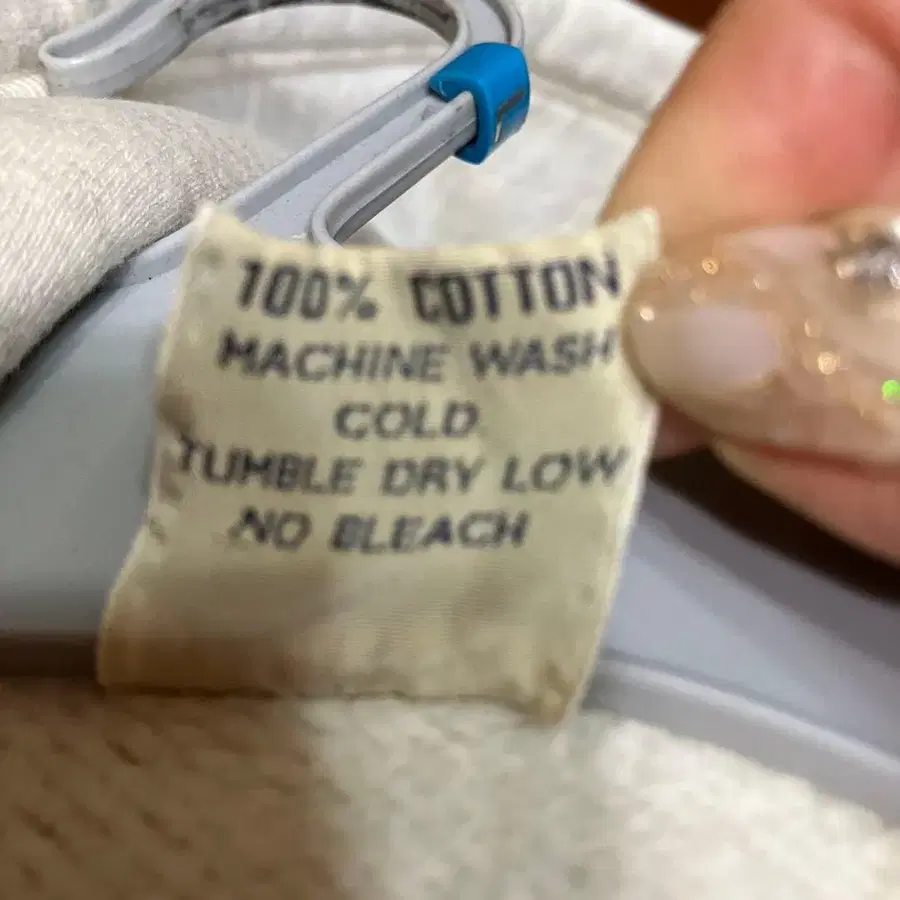 100% COTTON
MACHINE WASH
COLD
TUMBLE DRY LOW
NO BLEACH